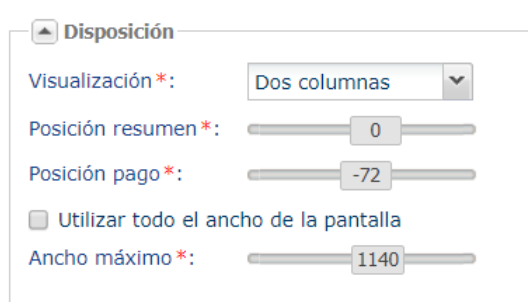 Disposición
Visualización*: Dos columnas
Posición resumen*: 0
Posición pago*: -72
Utilizar todo el ancho de la pantalla
Ancho máximo*: 1140